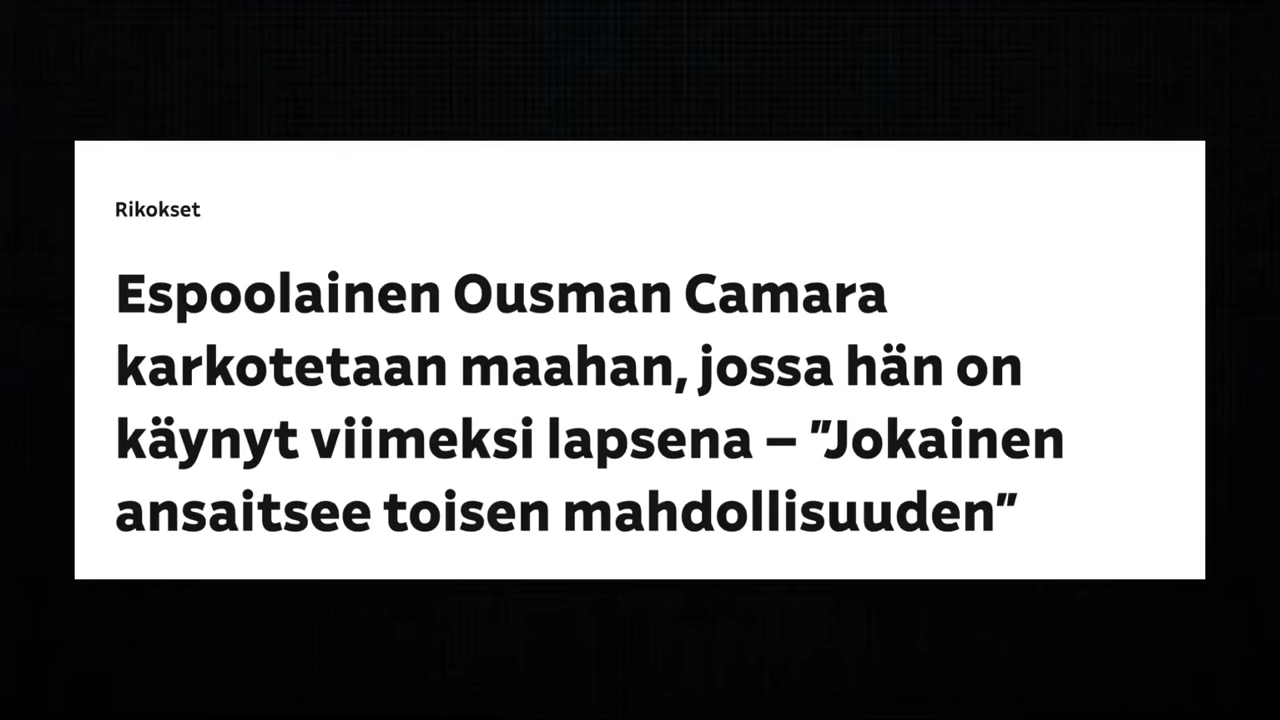 Rikokset
Espoolainen Ousman Camara
karkotetaan maahan, jossa hän on
käynyt viimeksi lapsena – ”Jokainen
ansaitsee toisen mahdollisuuden”